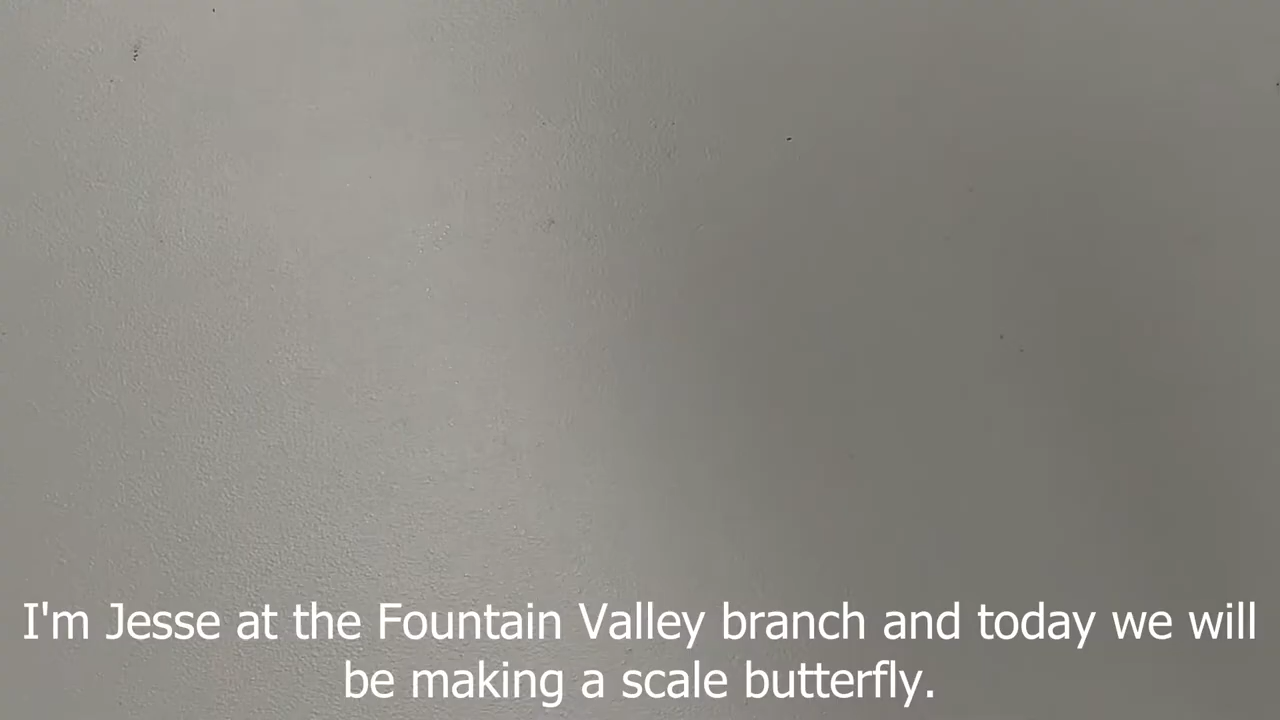 I'm Jesse at the Fountain Valley branch and today we will
be making a scale butterfly.